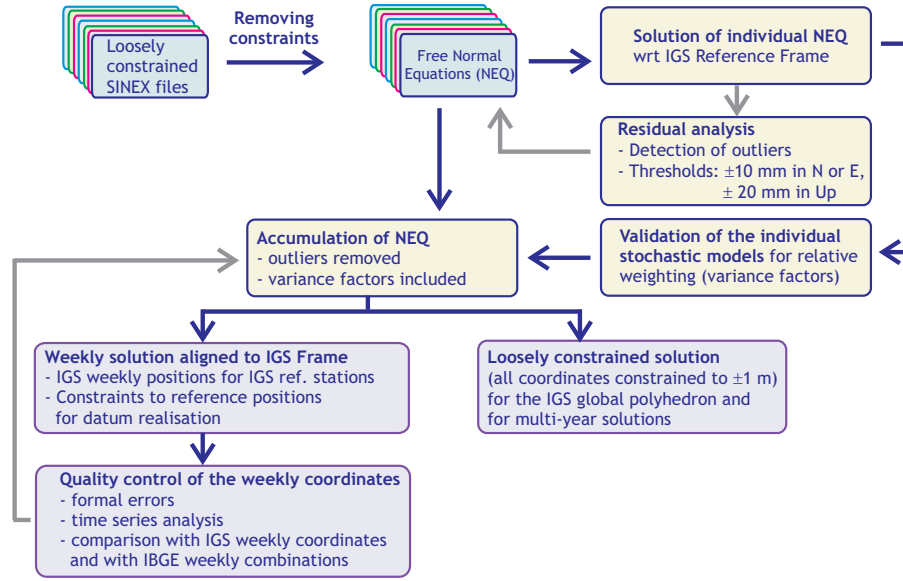 Removing
constraints
Loosely
constrained
SINEX files
Free Normal
Equations (NEQ)
Solution of individual NEQ
wrt IGS Reference Frame
Residual analysis
- Detection of outliers
- Thresholds: ±10 mm in N or E,
± 20 mm in Up
Accumulation of NEQ
- outliers removed
- variance factors included
Validation of the individual
stochastic models for relative
weighting (variance factors)
Weekly solution aligned to IGS Frame
- IGS weekly positions for IGS ref. stations
- Constraints to reference positions
for datum realisation
Loosely constrained solution
(all coordinates constrained to ±1 m)
for the IGS global polyhedron and
for multi-year solutions
Quality control of the weekly coordinates
- formal errors
- time series analysis
- comparison with IGS weekly coordinates
and with IBGE weekly combinations